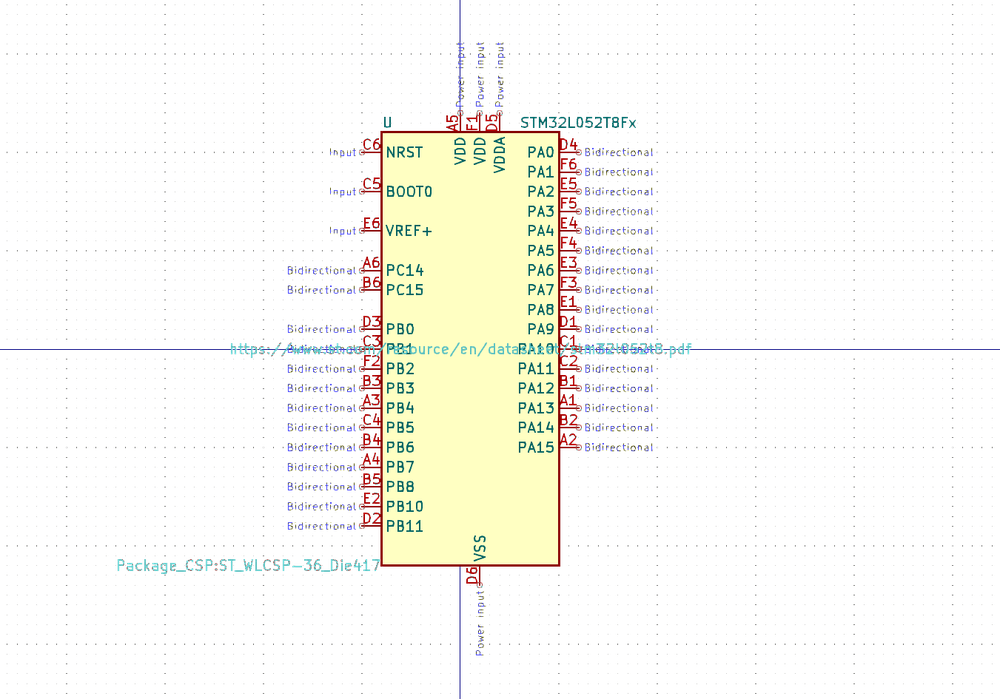 Power input Power input Power input
U A5 F1 D5 STM32L052T8Fx
VDD VDD VDDA
Input C6 NRST PA0 D4 Bidirectional
PA1 F6 Bidirectional
Input C5 BOOT0 PA2 E5 Bidirectional
PA3 F5 Bidirectional
Input E6 VREF+ PA4 E4 Bidirectional
PA5 F4 Bidirectional
Bidirectional A6 PC14 PA6 E3 Bidirectional
Bidirectional B6 PC15 PA7 F3 Bidirectional
PA8 E1 Bidirectional
Bidirectional D3 PB0 PA9 D1 Bidirectional
C3 PB1 PA10 C1
Bidirectional F2 PB2 PA11 C2 Bidirectional
Bidirectional B3 PB3 PA12 B1 Bidirectional
Bidirectional A3 PB4 PA13 A1 Bidirectional
Bidirectional C4 PB5 PA14 B2 Bidirectional
Bidirectional B4 PB6 PA15 A2 Bidirectional
Bidirectional A4 PB7
Bidirectional B5 PB8
Bidirectional E2 PB10
Bidirectional D2 PB11
VSS
Package_CSP:ST_WLCSP-36_Die417
D6
Power input